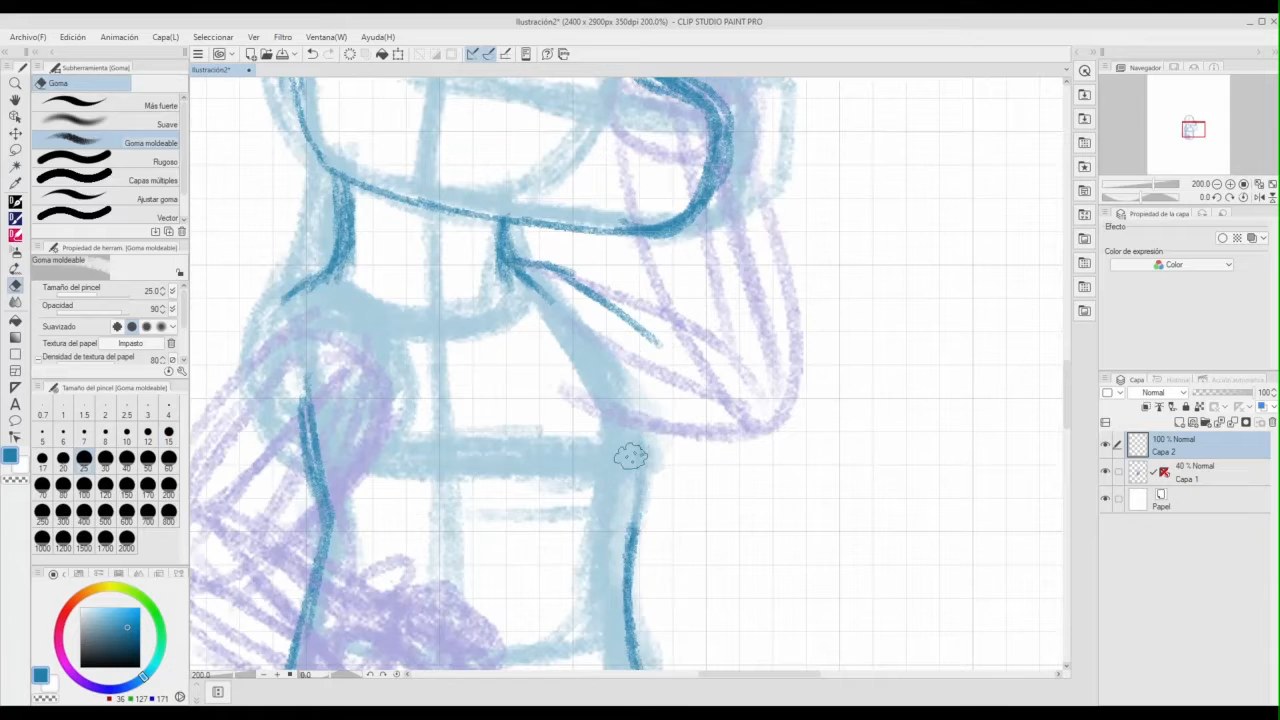 Ilustración2* (2400 x 2900px 350dpi 200.0%) - CLIP STUDIO PAINT PRO
Archivo(F) Edición Animación Capa(L) Seleccionar Ver Filtro Ventana(W) Ayuda(H)
Subherramienta (Goma)
Ilustración2*
Goma
Más fuerte
Suave
Goma moldeable
Rugoso
Capas múltiples
Ajustar goma
Vector
Propiedad de herram. (Goma moldeable)
Goma moldeable
Tamaño del pincel 25.0
Opacidad 90
Suavizado
Textura del papel Impasto
Densidad de textura del papel 80
Tamaño del pincel (Goma moldeable)
0.7 1 1.5 2 2.5 3 4
5 6 7 8 10 12 15
17 20 25 30 40 50 60
70 80 100 120 150 170 200
250 300 400 500 600 700 800
1000 1200 1500 1700 2000
36 127 171
200.0 0.0
Navegador
200.0
0.0
Propiedad de la capa
Efecto
Color de expresión
Color
Capa
Normal 100
100 % Normal
Capa 2
40 % Normal
Capa 1
Papel